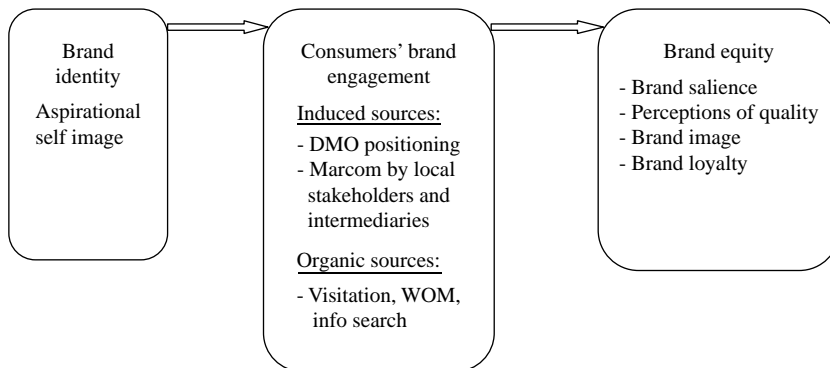 Brand
identity
Aspirational
self image
Consumers’ brand
engagement
Induced sources:
- DMO positioning
- Marcom by local
stakeholders and
intermediaries
Organic sources:
- Visitation, WOM,
info search
Brand equity
- Brand salience
- Perceptions of quality
- Brand image
- Brand loyalty